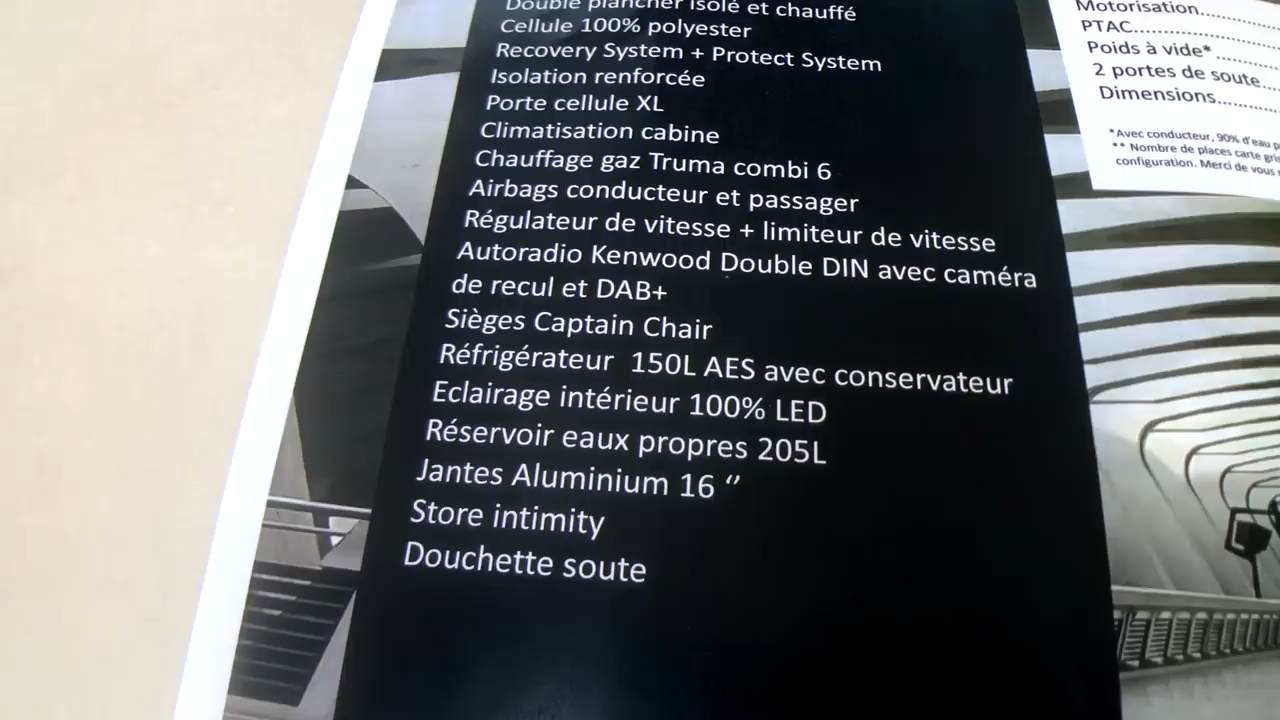 Double plancher isolé et chauffé
Cellule 100% polyester
Recovery System + Protect System
Isolation renforcée
Porte cellule XL
Climatisation cabine
Chauffage gaz Truma combi 6
Airbags conducteur et passager
Régulateur de vitesse + limiteur de vitesse
Autoradio Kenwood Double DIN avec caméra
de recul et DAB+
Sièges Captain Chair
Réfrigérateur 150L AES avec conservateur
Eclairage intérieur 100% LED
Réservoir eaux propres 205L
Jantes Aluminium 16 ‘’
Store intimity
Douchette soute
Motorisation..........
PTAC....................
Poids à vide*..........
2 portes de soute....
Dimensions............
*Avec conducteur, 90% d'eau
** Nombre de places carte
configuration. Merci de vous